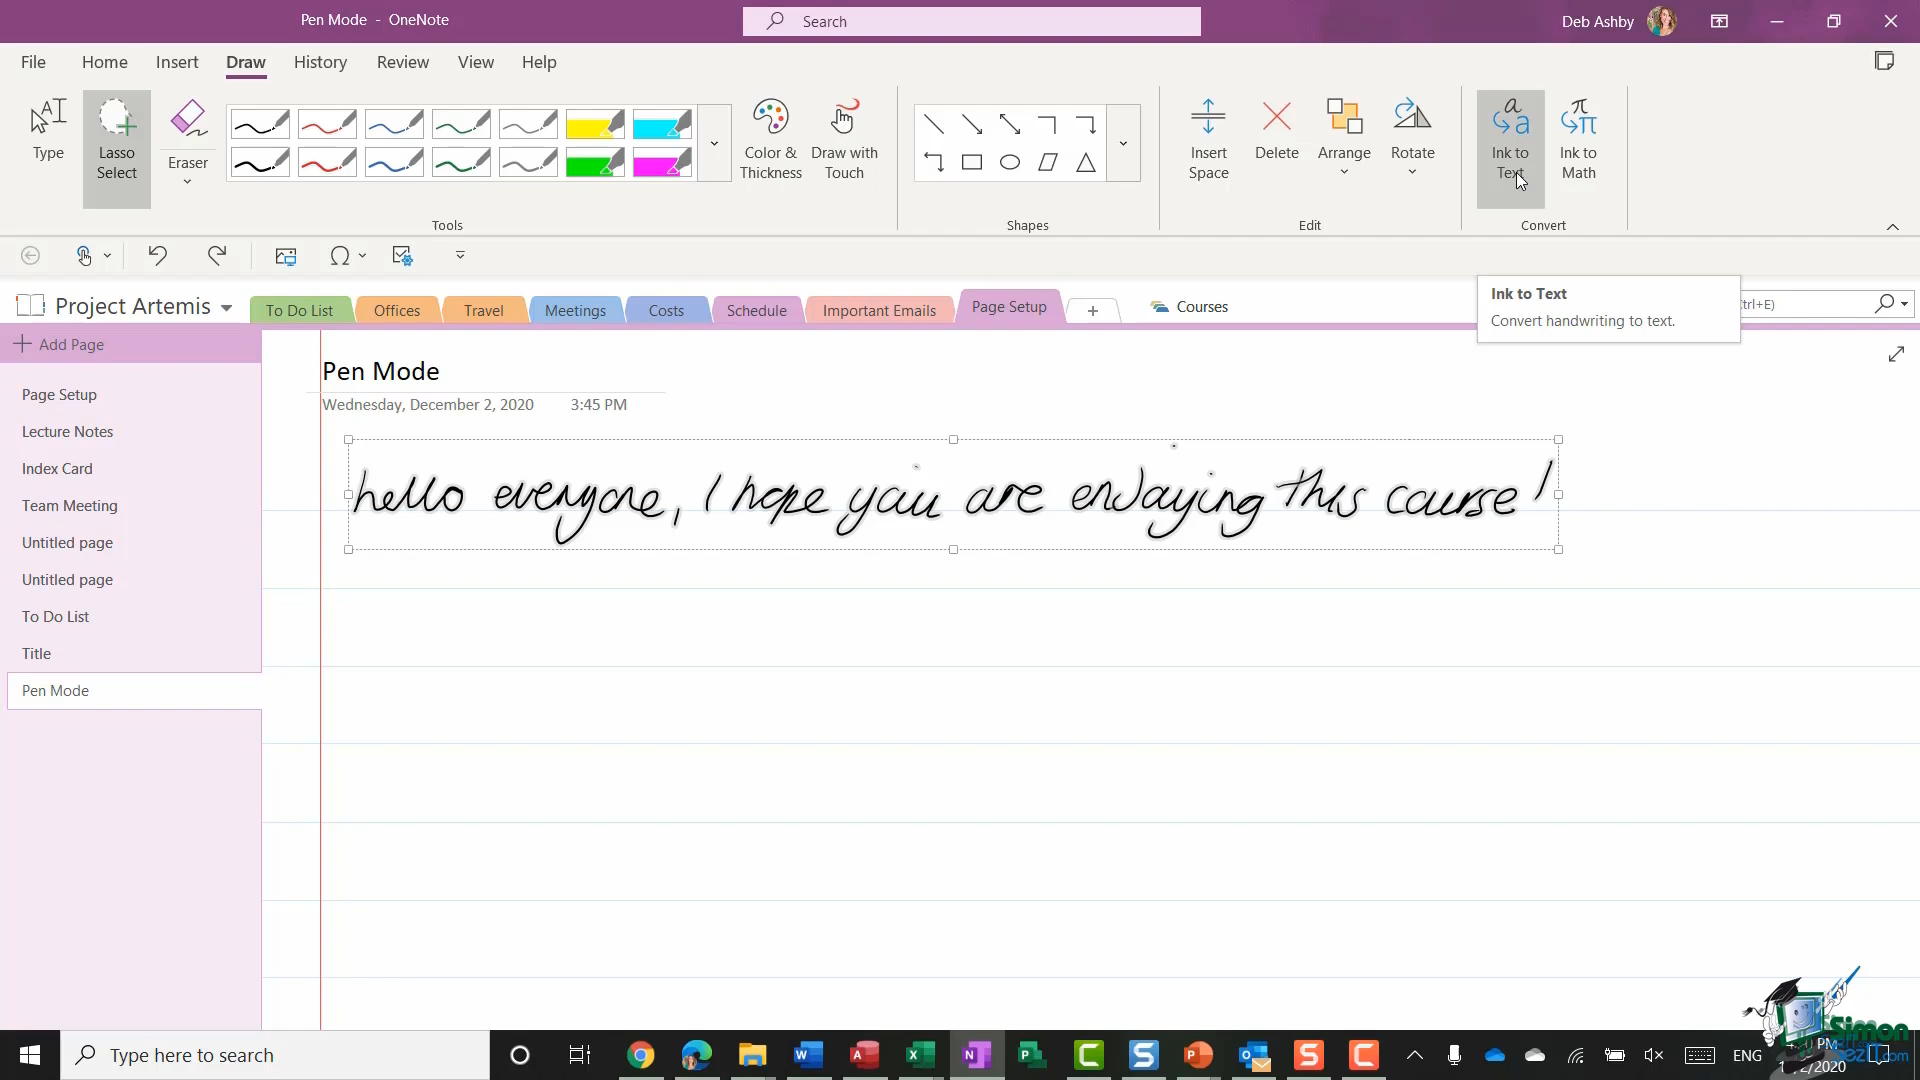 Pen Mode - OneNote
Search
Deb Ashby
File Home Insert Draw History Review View Help
Type
Lasso Select
Eraser
Color & Thickness
Draw with Touch
Insert Space
Delete
Arrange
Rotate
Ink to Text
Ink to Math
Tools
Shapes
Edit
Convert
Project Artemis
To Do List Offices Travel Meetings Costs Schedule Important Emails Page Setup + Courses
Ctrl+E)
Ink to Text
Convert handwriting to text.
Add Page
Page Setup
Lecture Notes
Index Card
Team Meeting
Untitled page
Untitled page
To Do List
Title
Pen Mode
Pen Mode
Wednesday, December 2, 2020 3:45 PM
hello everyone, I hope you are enjoying this course!
Type here to search
ENG
PM
Simon
Sezit.com